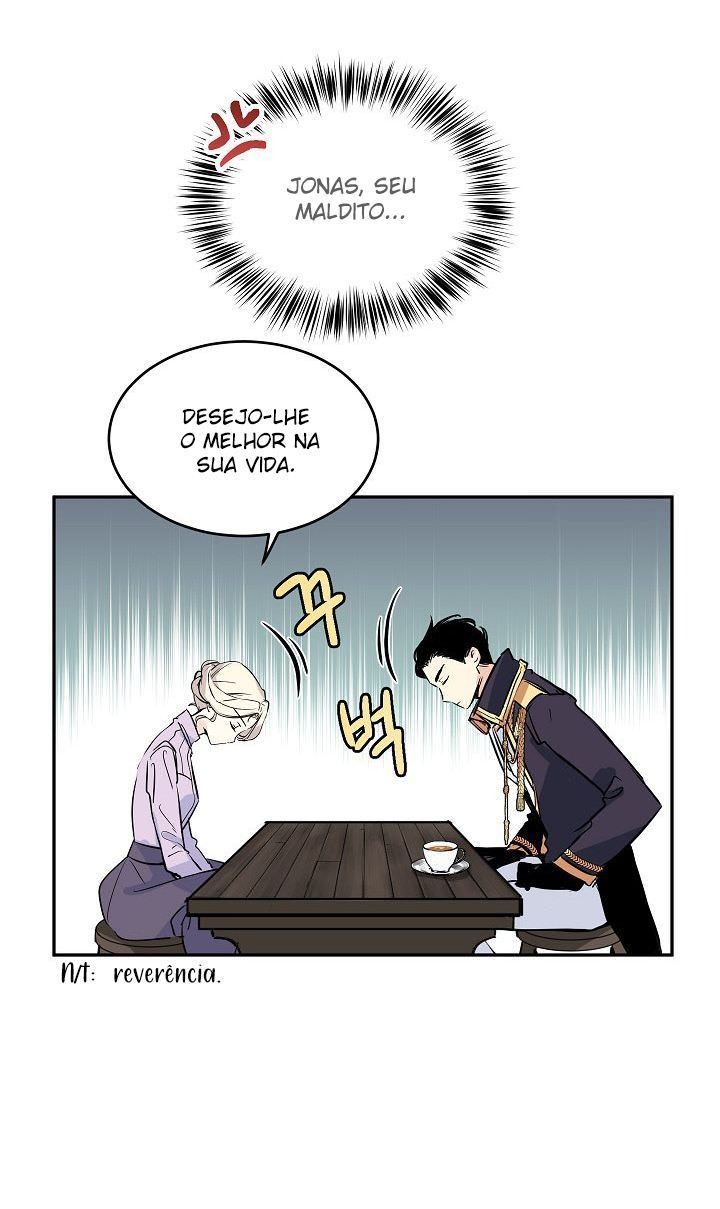 JONAS, SEU
MALDITO...
DESEJO-LHE
O MELHOR NA
SUA VIDA.
꾸
벅
N/t: reverência.